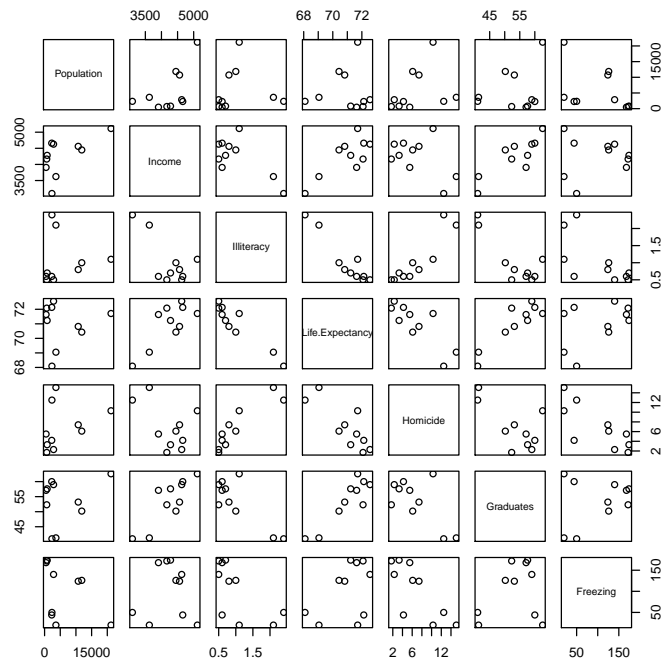 3500 5000
68 70 72
45 55
Population
0 15000
3500 5000
Income
Illiteracy
0.5 1.5
68 70 72
Life.Expectancy
Homicide
2 6 12
45 55
Graduates
Freezing
50 150
0 15000
0.5 1.5
2 6 12
50 150